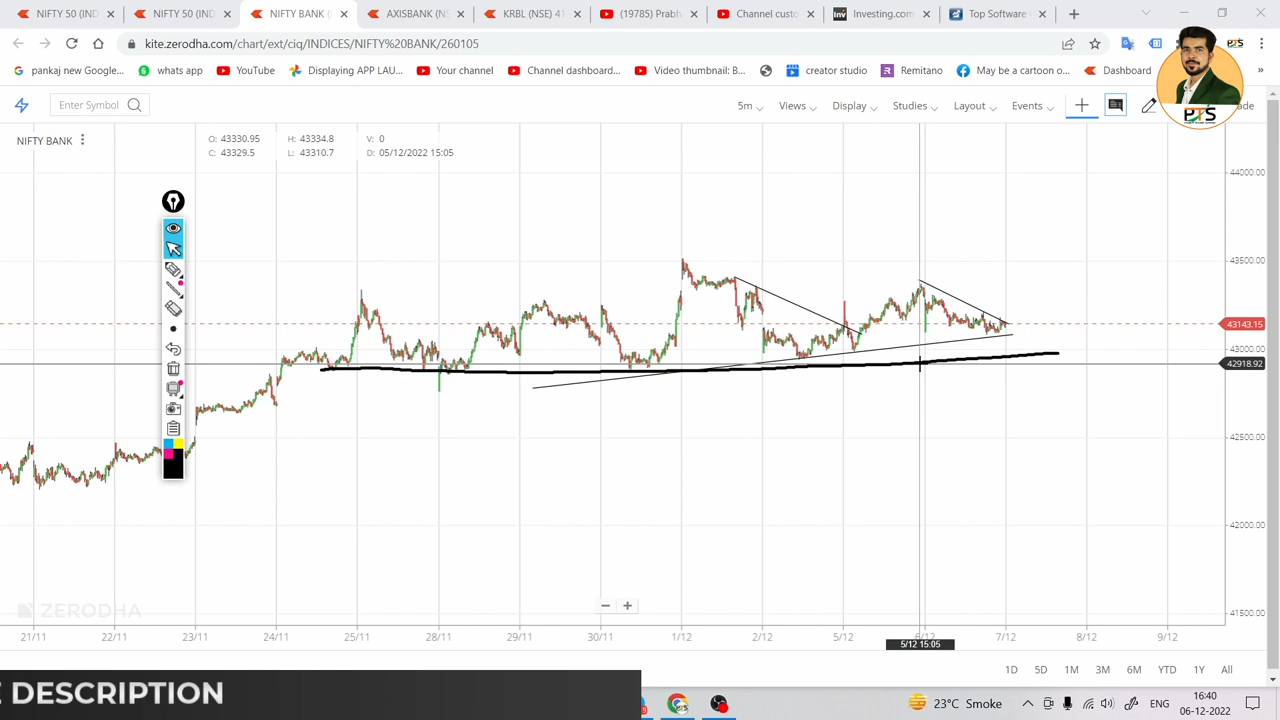 NIFTY 50 (IND
NIFTY 50 (IND
NIFTY BANK (
AXISBANK (NSE
KRBL (NSE) 41
(19785) Prabh
Channel custo
Investing.com
Top Software
kite.zerodha.com/chart/ext/ciq/INDICES/NIFTY%20BANK/260105
pankaj new Google...
whats app
YouTube
Displaying APP LAU...
Your channel
Channel dashboard...
Video thumbnail: B...
creator studio
Remitano
May be a cartoon o...
Dashboard
»
PTS
Enter Symbol
5m
Views
Display
Studies
Layout
Events
ade
NIFTY BANK
O: 43330.95 H: 43334.8 V: 0
C: 43329.5 L: 43310.7 D: 05/12/2022 15:05
44000.00
43500.00
43143.15
43000.00
42918.92
42500.00
42000.00
41500.00
ZERODHA
21/11 22/11 23/11 24/11 25/11 28/11 29/11 30/11 1/12 2/12 5/12 6/12 7/12 8/12 9/12
5/12 15:05
1D 5D 1M 3M 6M YTD 1Y All
E DESCRIPTION
23°C Smoke
ENG
16:40
06-12-2022